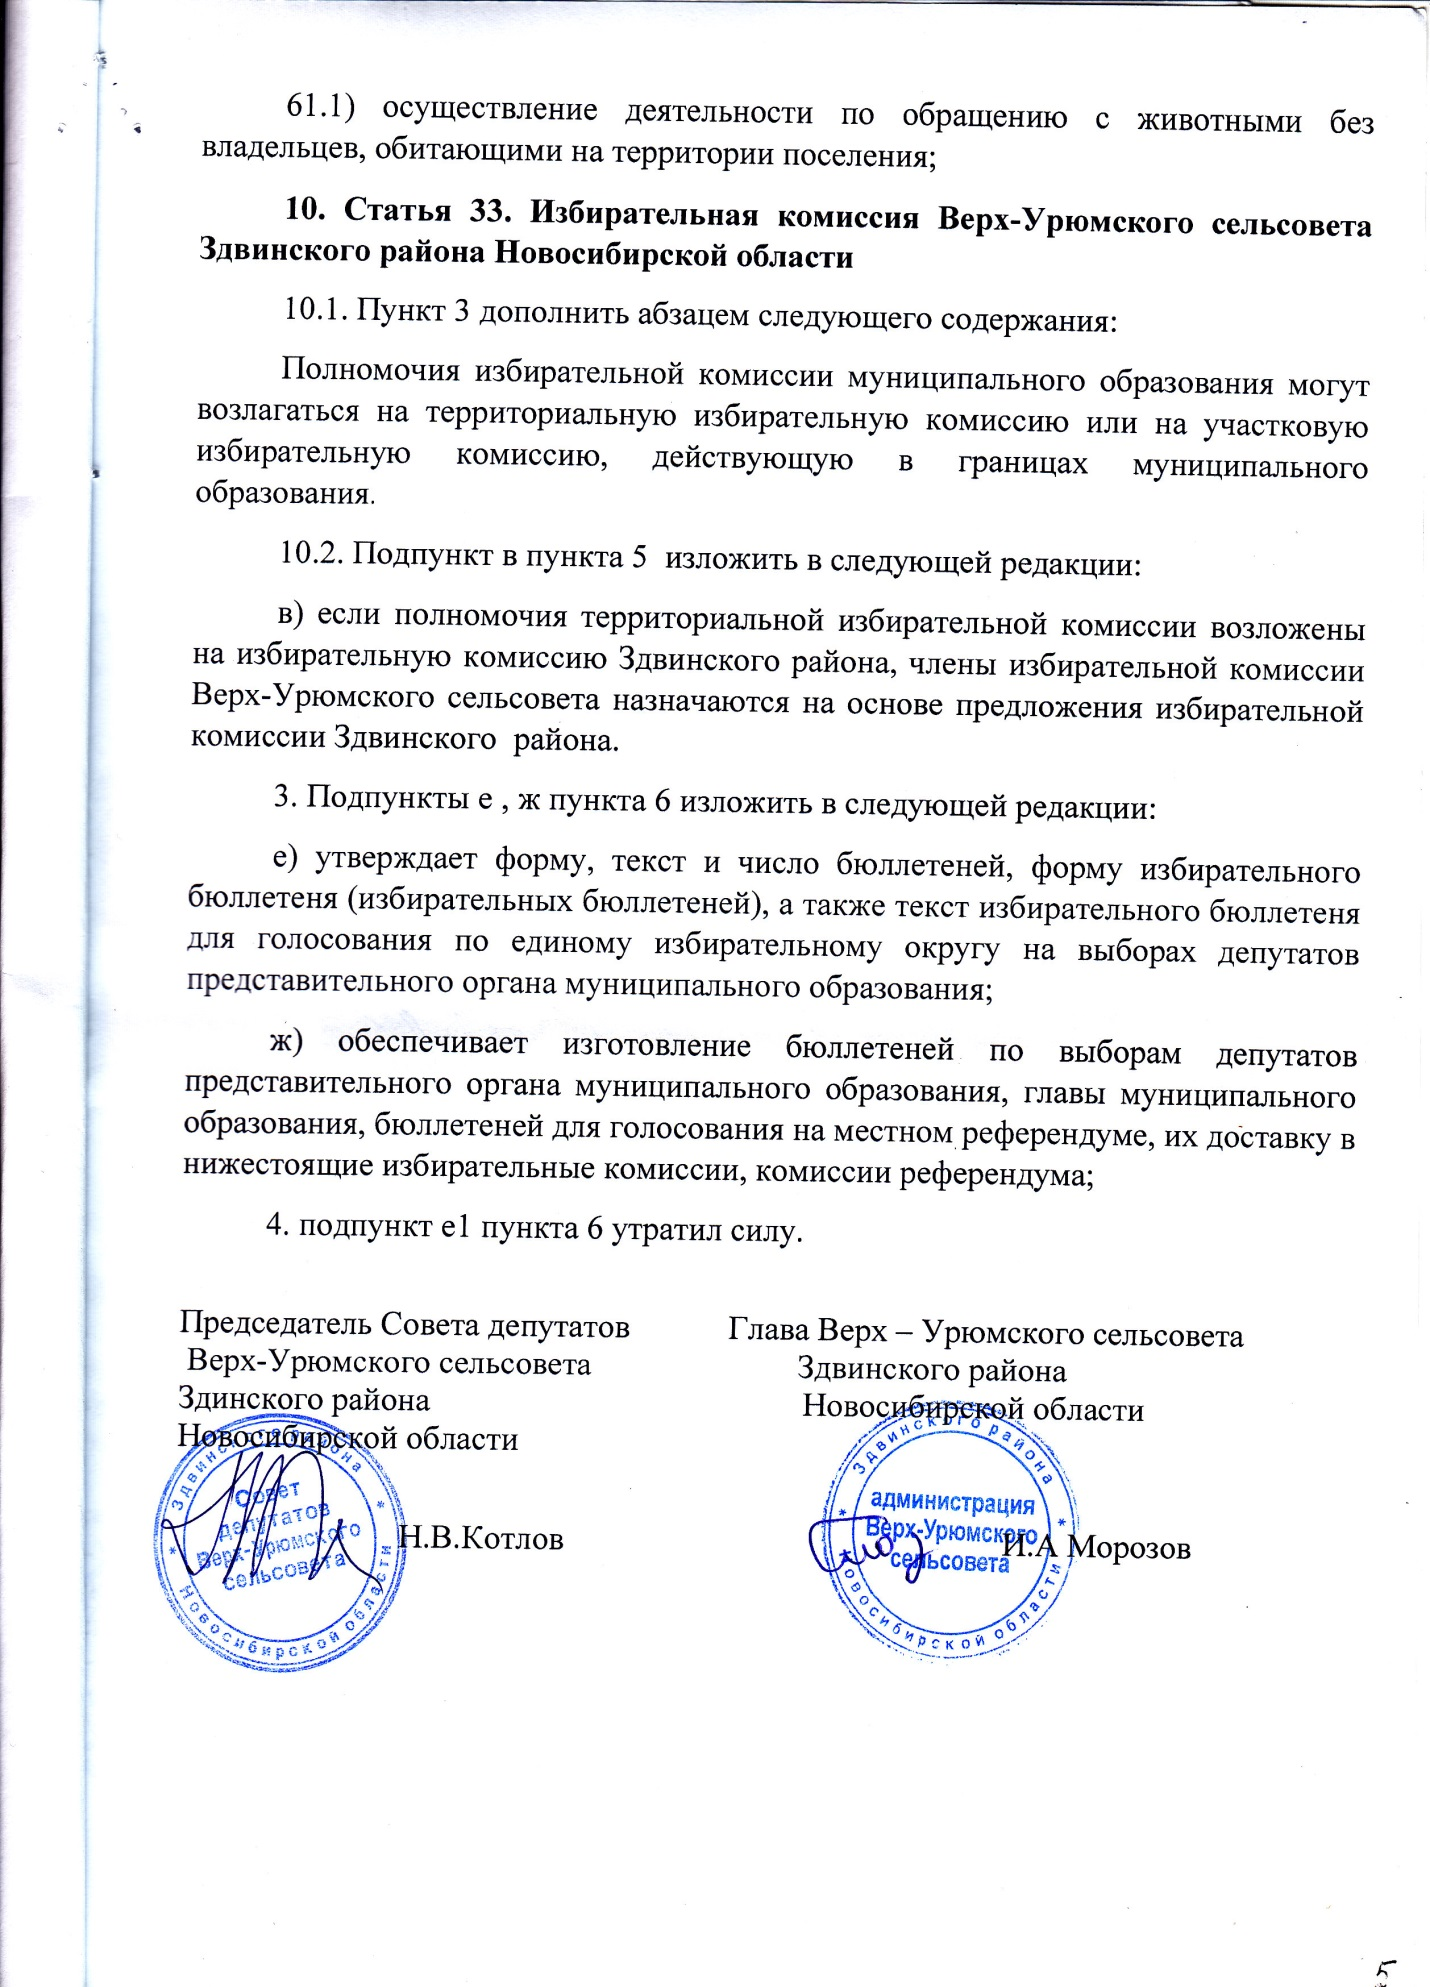 61.1) осуществление деятельности по обращению с животными без
владельцев, обитающими на территории поселения;
10. Статья 33. Избирательная комиссия Верх-Урюмского сельсовета
Здвинского района Новосибирской области
10.1. Пункт 3 дополнить абзацем следующего содержания:
Полномочия избирательной комиссии муниципального образования могут
возлагаться на территориальную избирательную комиссию или на участковую
избирательную комиссию, действующую в границах муниципального
образования.
10.2. Подпункт в пункта 5 изложить в следующей редакции:
в) если полномочия территориальной избирательной комиссии возложены
на избирательную комиссию Здвинского района, члены избирательной комиссии
Верх-Урюмского сельсовета назначаются на основе предложения избирательной
комиссии Здвинского района.
3. Подпункты е , ж пункта 6 изложить в следующей редакции:
е) утверждает форму, текст и число бюллетеней, форму избирательного
бюллетеня (избирательных бюллетеней), а также текст избирательного бюллетеня
для голосования по единому избирательному округу на выборах депутатов
представительного органа муниципального образования;
ж) обеспечивает изготовление бюллетеней по выборам депутатов
представительного органа муниципального образования, главы муниципального
образования, бюллетеней для голосования на местном референдуме, их доставку в
нижестоящие избирательные комиссии, комиссии референдума;
4. подпункт е1 пункта 6 утратил силу.
Председатель Совета депутатов
Верх-Урюмского сельсовета
Здинского района
Новосибирской области
Глава Верх – Урюмского сельсовета
Здвинского района
Новосибирской области
Здвинского района
Совет
депутатов
Верх-Урюмского
сельсовета
Новосибирской области
Н.В.Котлов
Здвинского района
администрация
Верх-Урюмского
сельсовета
Новосибирской области
И.А Морозов
5